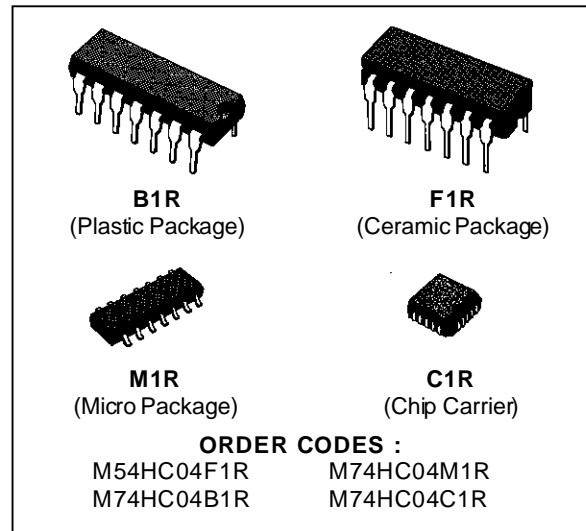 B1R
(Plastic Package)
F1R
(Ceramic Package)
M1R
(Micro Package)
C1R
(Chip Carrier)
ORDER CODES :
M54HC04F1R M74HC04M1R
M74HC04B1R M74HC04C1R